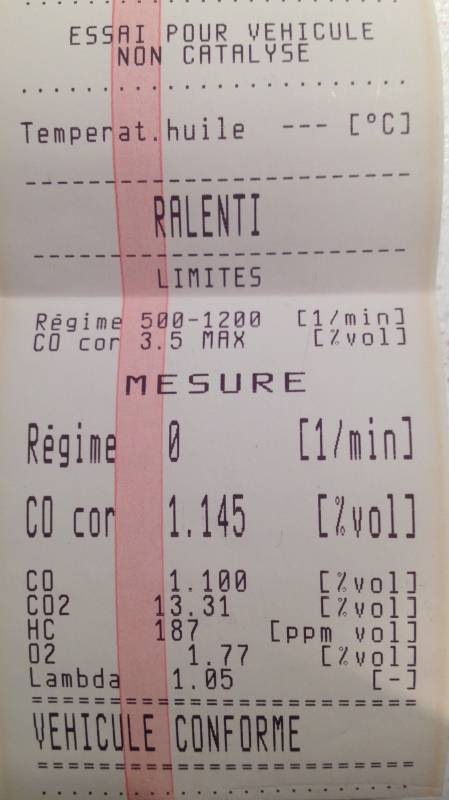 ESSAI POUR VEHICULE
NON CATALYSE
Temperat.huile --- [°C]
RALENTI
LIMITES
Régime 500-1200 [1/min]
CO cor 3.5 MAX [%vol]
MESURE
Régime 0 [1/min]
CO cor 1.145 [%vol]
CO 1.100 [%vol]
CO2 13.31 [%vol]
HC 187 [ppm vol]
O2 1.77 [%vol]
Lambda 1.05 [-]
VEHICULE CONFORME